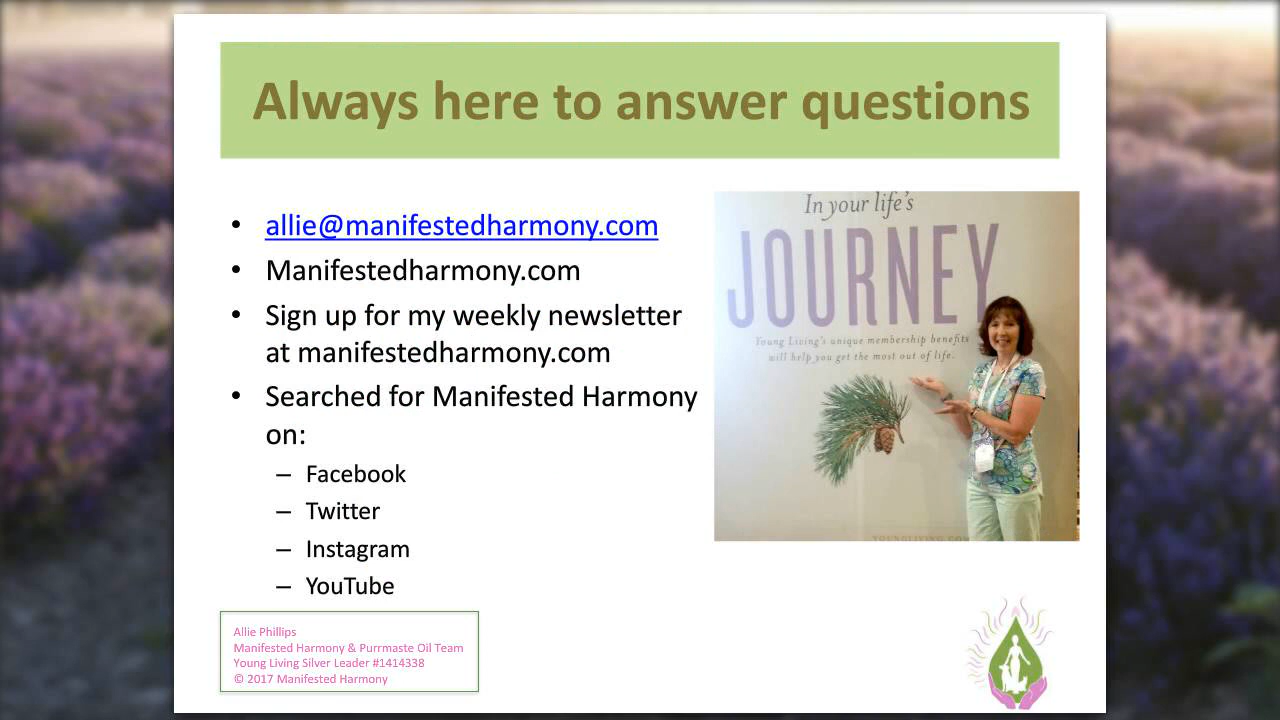 Always here to answer questions
• allie@manifestedharmony.com
• Manifestedharmony.com
• Sign up for my weekly newsletter
at manifestedharmony.com
• Searched for Manifested Harmony
on:
– Facebook
– Twitter
– Instagram
– YouTube
In your life's
JOURNEY
Young Living's unique membership benefits
will help you get the most out of life.
Allie Phillips
Manifested Harmony & Purrmaste Oil Team
Young Living Silver Leader #1414338
© 2017 Manifested Harmony